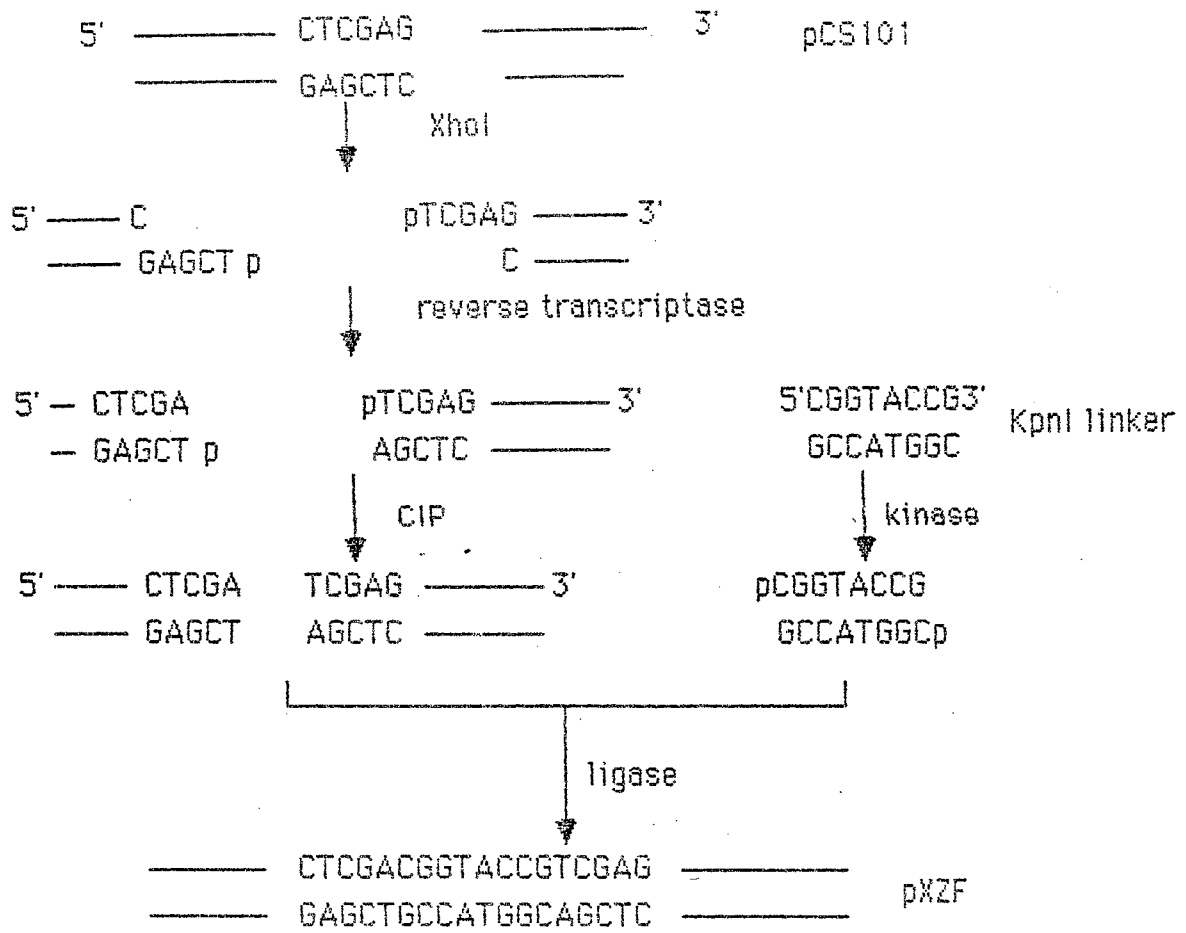 5' CTCGAG 3' pCS101
GAGCTC
XhoI
5' C pTCGAG 3'
GAGCT p C
reverse transcriptase
5' CTCGA pTCGAG 3' 5'CGGTACCG3'
GAGCT p AGCTC GCCATGGC KpnI linker
CIP kinase
5' CTCGA TCGAG 3' pCGGTACCG
GAGCT AGCTC GCCATGGCp
ligase
CTCGACGGTACCGTCGAG
GAGCTGCCATGGCAGCTC pXZF